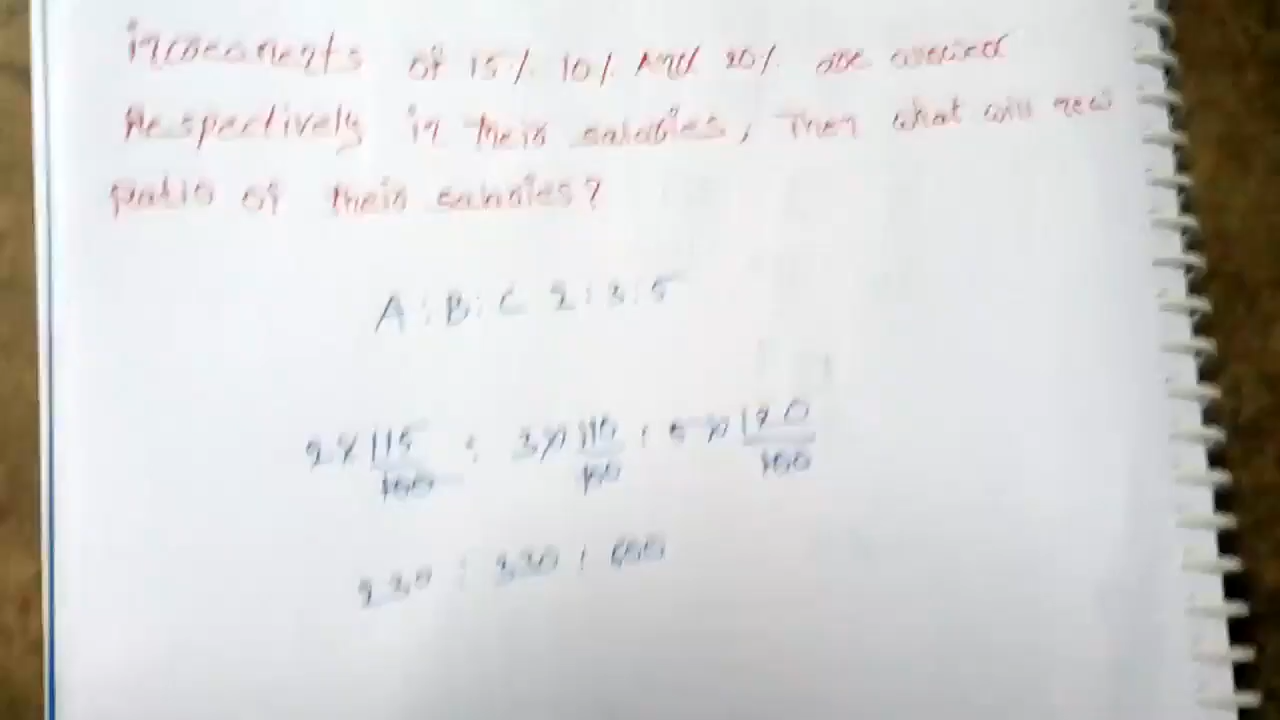 increments of 15% 10% And 20% are allowed
Respectively in their salaries, Then what will new
ratio of their salaries?
A : B : C 2 : 3 : 5
2 x 115/100 : 3 x 110/100 : 5 x 120/100
230 : 330 : 600